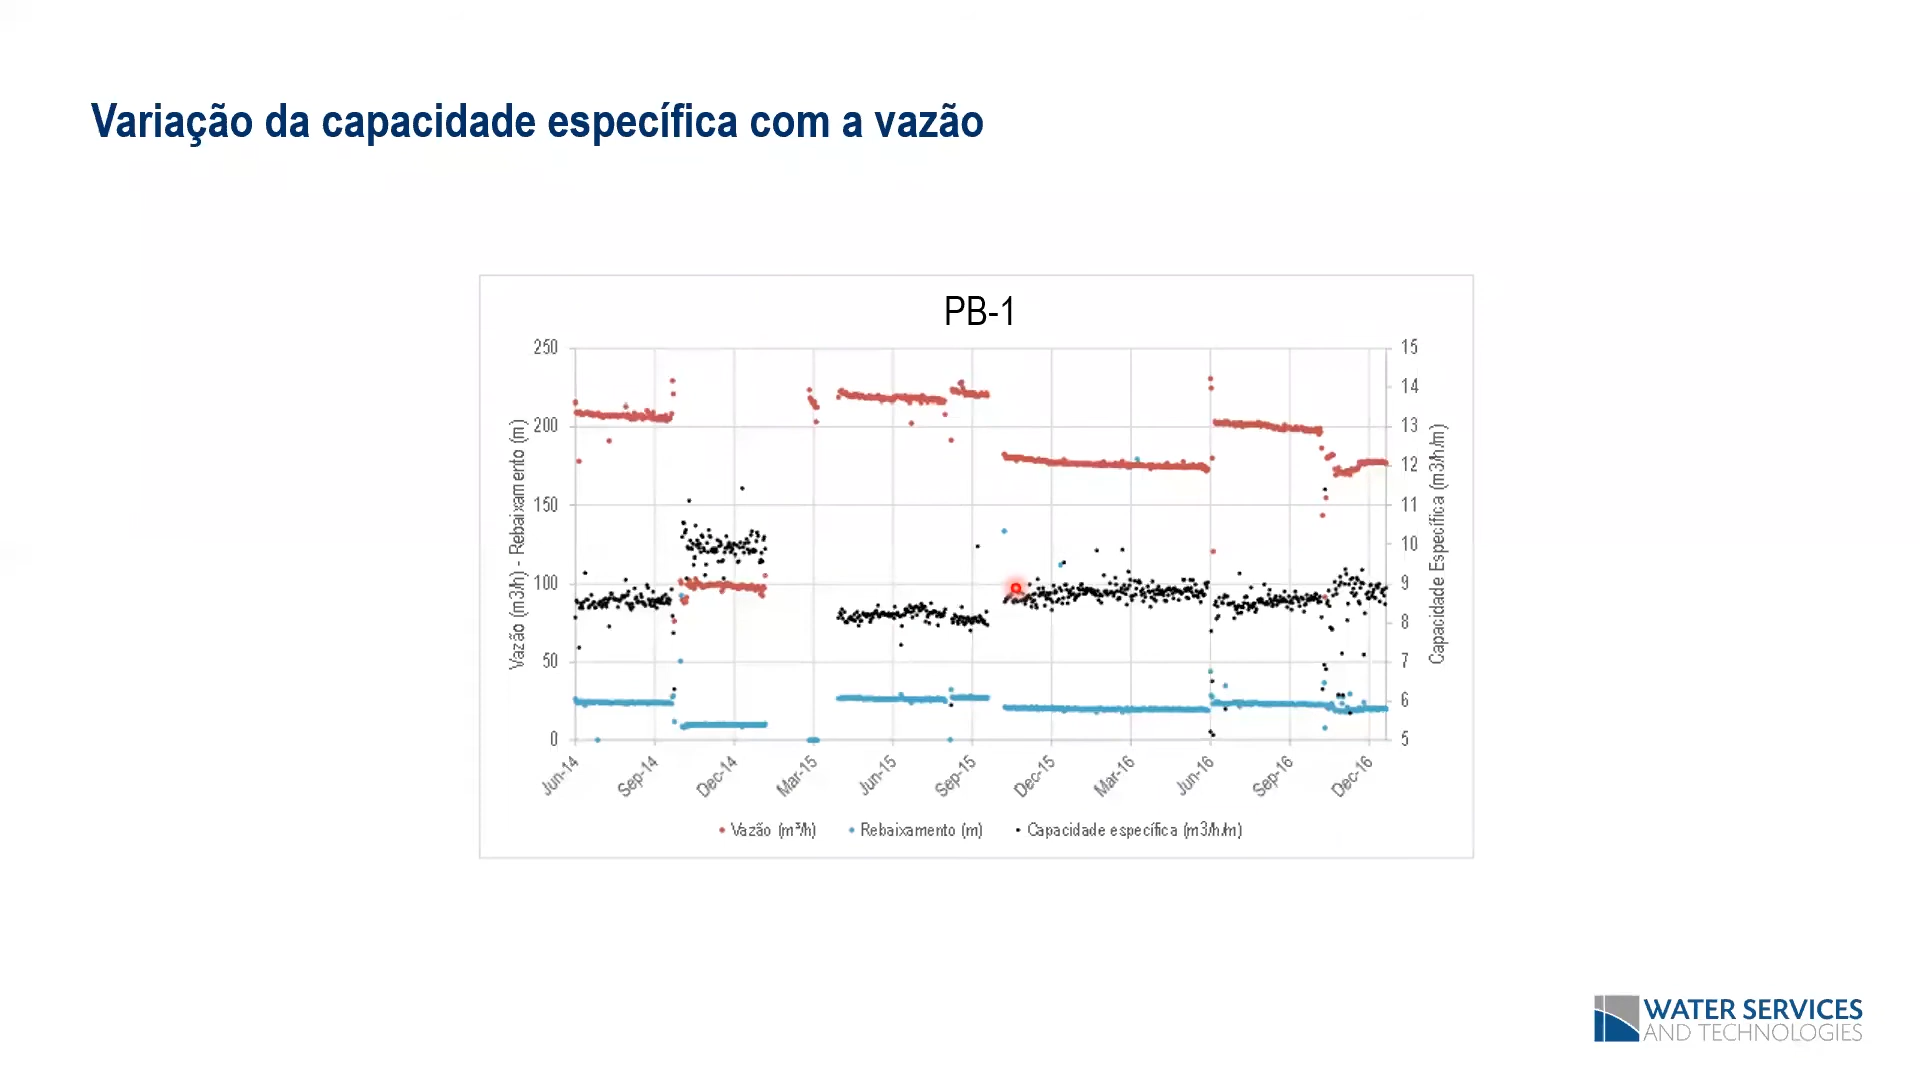 Variação da capacidade específica com a vazão
PB-1
250
200
150
100
50
0
Vazão (m3/h) - Rebaixamento (m)
15
14
13
12
11
10
9
8
7
6
5
Capacidade Específica (m3/h/m)
Jun-14
Sep-14
Dec-14
Mar-15
Jun-15
Sep-15
Dec-15
Mar-16
Jun-16
Sep-16
Dec-16
Vazão (m³/h)
Rebaixamento (m)
Capacidade específica (m3/h/m)
WATER SERVICES
AND TECHNOLOGIES